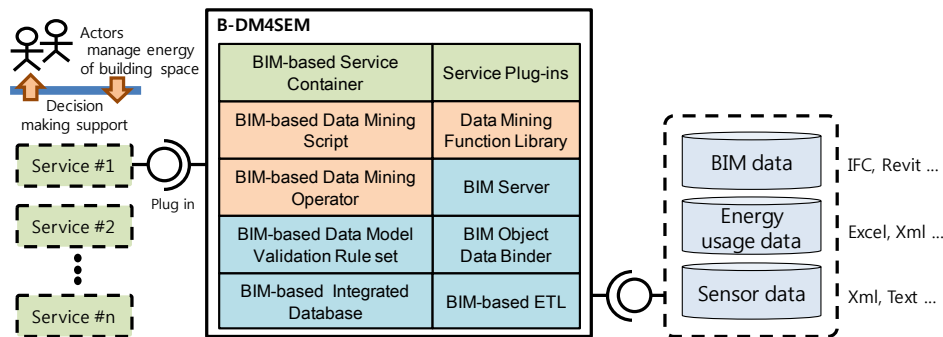 B-DM4SEM
Actors
manage energy
of building space
Decision
making support
Service #1
Plug in
Service #2
Service #n
BIM-based Service
Container
Service Plug-ins
BIM-based Data Mining
Script
Data Mining
Function Library
BIM-based Data Mining
Operator
BIM Server
BIM-based Data Model
Validation Rule set
BIM Object
Data Binder
BIM-based Integrated
Database
BIM-based ETL
BIM data
IFC, Revit ...
Energy
usage data
Excel, Xml ...
Sensor data
Xml, Text ...